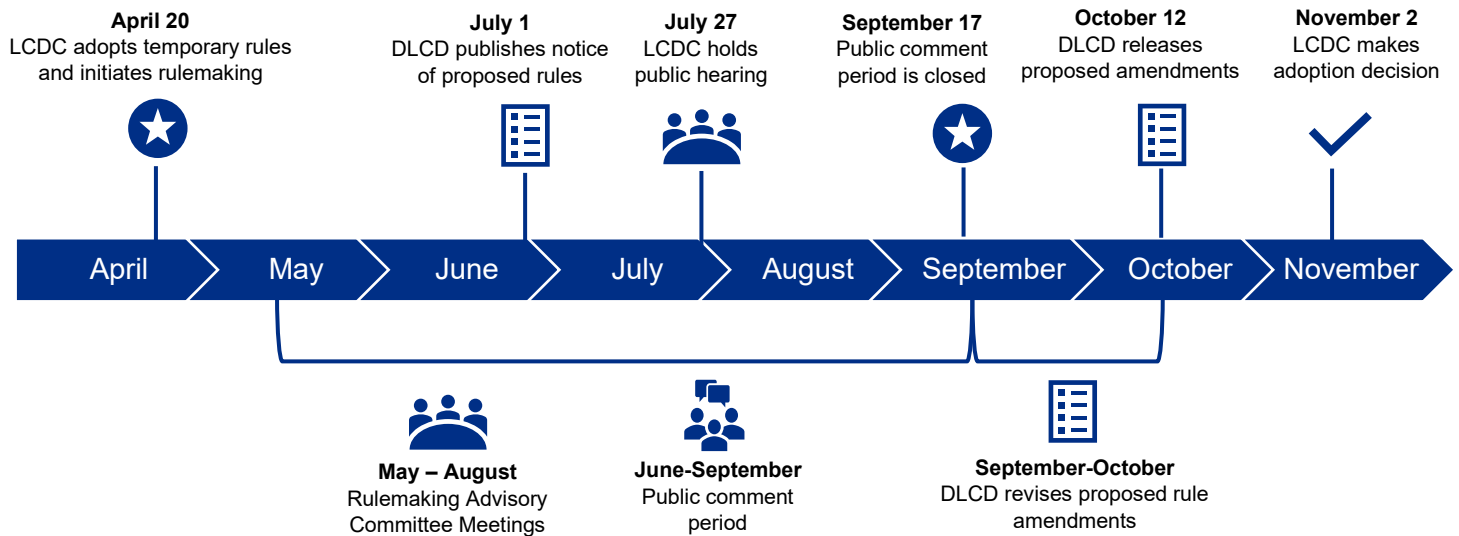 April 20
LCDC adopts temporary rules
and initiates rulemaking
July 1
DLCD publishes notice
of proposed rules
July 27
LCDC holds
public hearing
September 17
Public comment
period is closed
October 12
DLCD releases
proposed amendments
November 2
LCDC makes
adoption decision
April
May
June
July
August
September
October
November
May – August
Rulemaking Advisory
Committee Meetings
June-September
Public comment
period
September-October
DLCD revises proposed rule
amendments